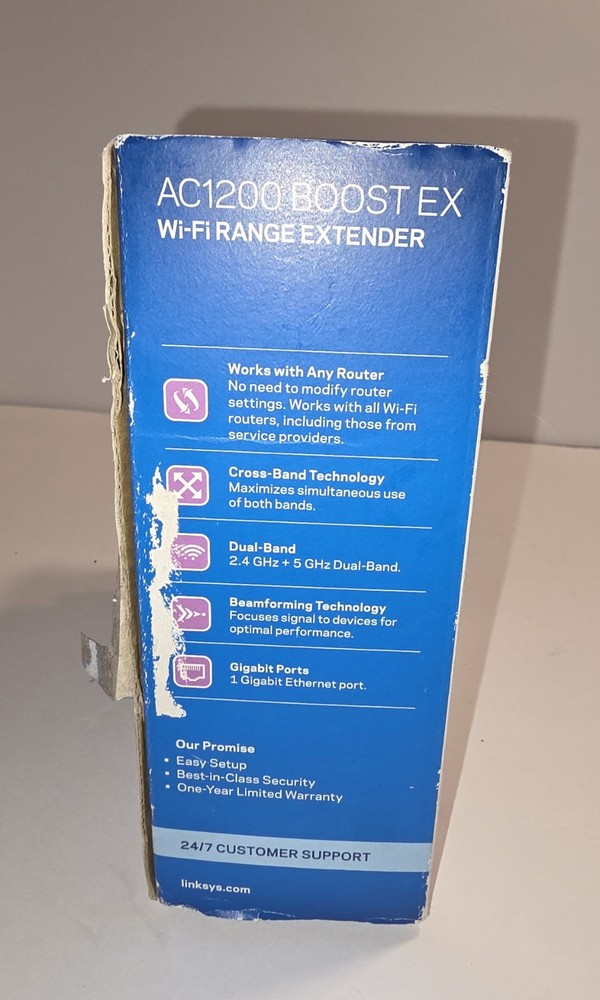 AC1200 BOOST EX
Wi-Fi RANGE EXTENDER
Works with Any Router
No need to modify router
settings. Works with all Wi-Fi
routers, including those from
service providers.
Cross-Band Technology
Maximizes simultaneous use
of both bands.
Dual-Band
2.4 GHz + 5 GHz Dual-Band.
Beamforming Technology
Focuses signal to devices for
optimal performance.
Gigabit Ports
1 Gigabit Ethernet port.
Our Promise
▪ Easy Setup
▪ Best-in-Class Security
▪ One-Year Limited Warranty
24/7 CUSTOMER SUPPORT
linksys.com